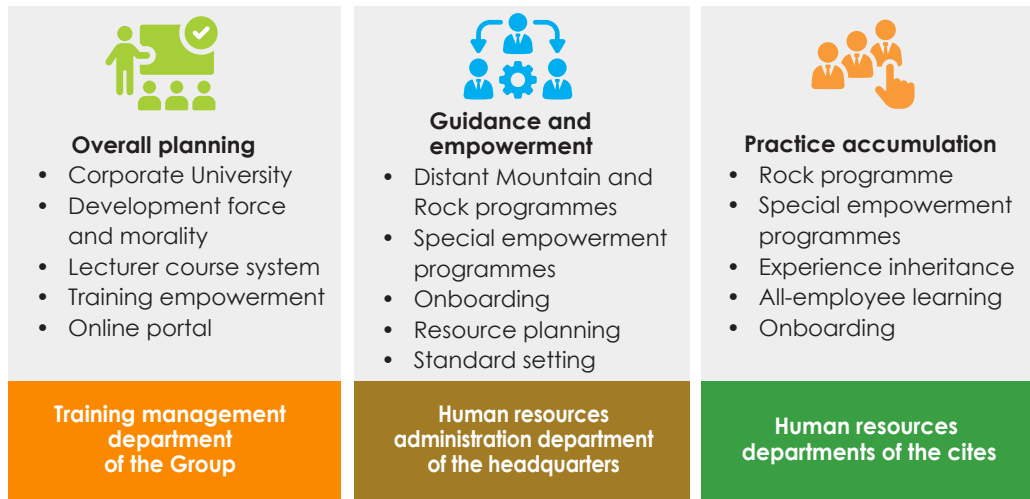 Overall planning
• Corporate University
• Development force
and morality
• Lecturer course system
• Training empowerment
• Online portal
Training management
department
of the Group
Guidance and
empowerment
• Distant Mountain and
Rock programmes
• Special empowerment
programmes
• Onboarding
• Resource planning
• Standard setting
Human resources
administration department
of the headquarters
Practice accumulation
• Rock programme
• Special empowerment
programmes
• Experience inheritance
• All-employee learning
• Onboarding
Human resources
departments of the cites